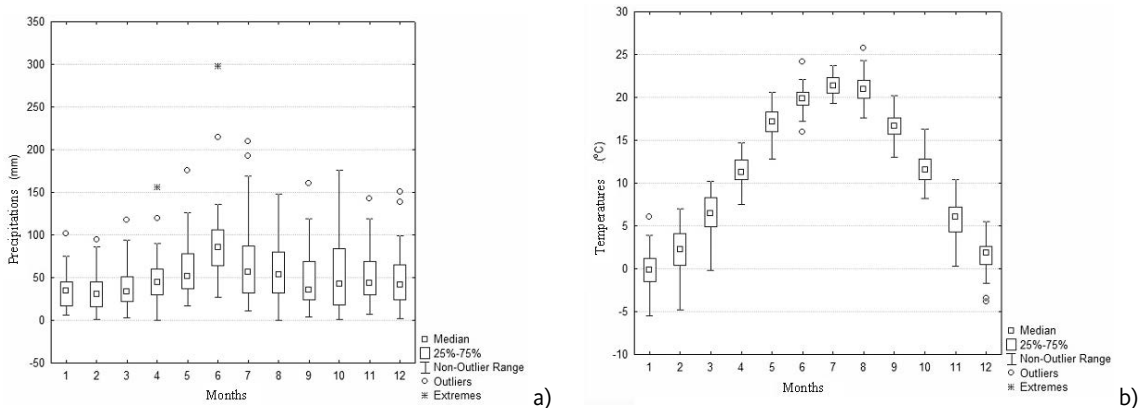 350
300
250
200
150
100
50
0
-50
Precipitations (mm)
1 2 3 4 5 6 7 8 9 10 11 12
Months
Median
25%-75%
Non-Outlier Range
Outliers
Extremes
a)
30
25
20
15
10
5
0
-5
-10
Temperatures (°C)
1 2 3 4 5 6 7 8 9 10 11 12
Months
Median
25%-75%
Non-Outlier Range
Outliers
Extremes
b)